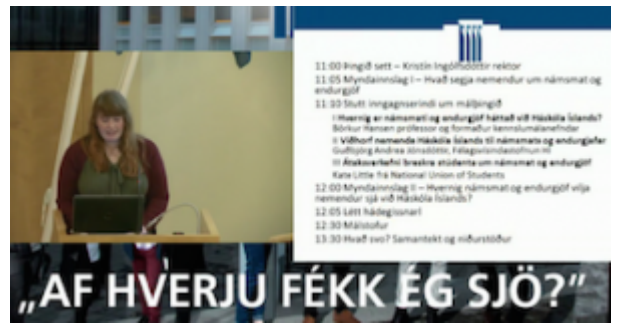 11:00 Þingið sett – Kristín Ingólfsdóttir rektor
11:05 Myndainnslag I – Hvað segja nemendur um námsmat og
endurgjöf
11:10 Stutt inngagnserindi um málþingið
I Hvernig er námsmati og endurgjöf háttað við Háskóla Íslands?
Börkur Hansen prófessor og formaður kennslumálanefndar
II Viðhorf nemenda Háskóla Íslands til námsmats og endurgjafar
Guðbjörg Andrea Jónsdóttir, Félagsvísindastofnun HI
III Átaksverkefni breskra stúdenta um námsmat og endurgjöf
Kate Little frá National Union of Students
12:00 Myndainnslag II – Hvernig námsmat og endurgjöf vilja
nemendur sjá við Háskóla Íslands?
12:05 Létt hádegissnarl
12:30 Málstofur
13:30 Hvað svo? Samantekt og niðurstöður
„AF HVERJU FÉKK ÉG SJÖ?“